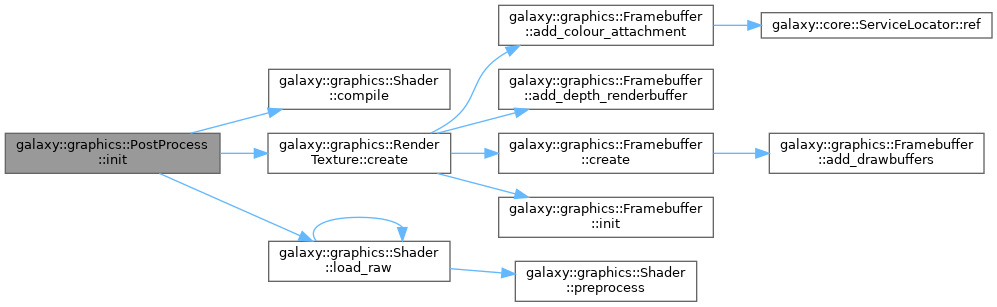 galaxy::graphics::PostProcess
::init
galaxy::graphics::Shader
::compile
galaxy::graphics::Render
Texture::create
galaxy::graphics::Shader
::load_raw
galaxy::graphics::Framebuffer
::add_colour_attachment
galaxy::graphics::Framebuffer
::add_depth_renderbuffer
galaxy::graphics::Framebuffer
::create
galaxy::graphics::Framebuffer
::init
galaxy::graphics::Shader
::preprocess
galaxy::core::ServiceLocator::ref
galaxy::graphics::Framebuffer
::add_drawbuffers